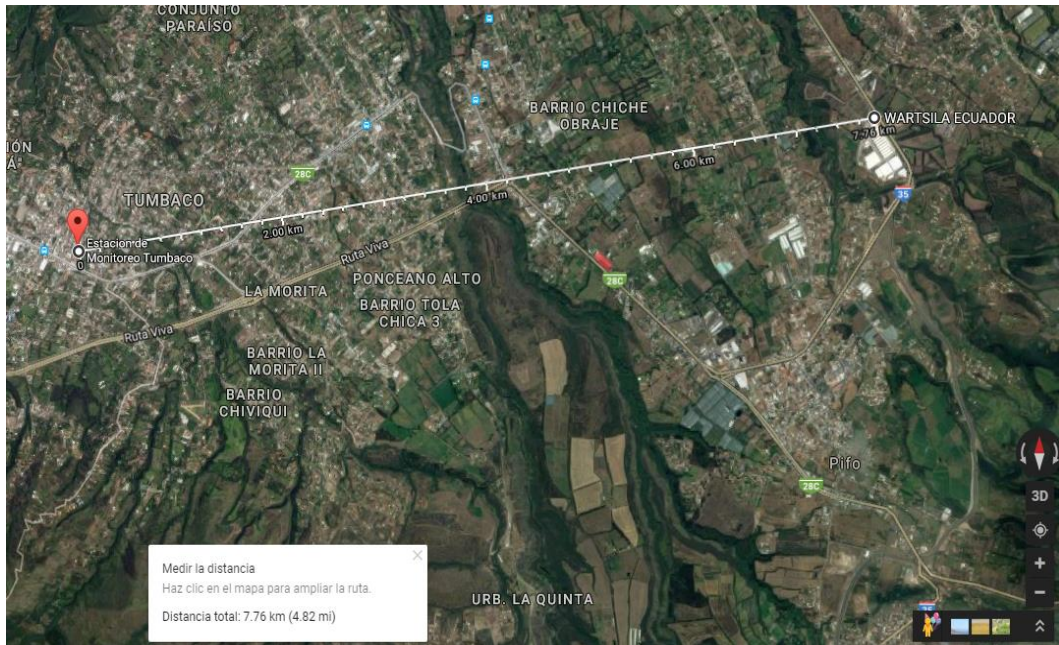 CONJUNTO
PARAÍSO
BARRIO CHICHE
OBRAJE
WARTSILA ECUADOR
7.76 km
6.00 km
IÓN
Á
28C
TUMBACO
4.00 km
35
2.00 km
Estacion de
Monitoreo Tumbaco
0
Ruta Viva
PONCEANO ALTO
28C
LA MORITA
BARRIO TOLA
CHICA 3
Ruta Viva
BARRIO LA
MORITA II
BARRIO
CHIVIQUI
Pifo
28C
3D
Medir la distancia
Haz clic en el mapa para ampliar la ruta.
Distancia total: 7.76 km (4.82 mi)
URB. LA QUINTA
35